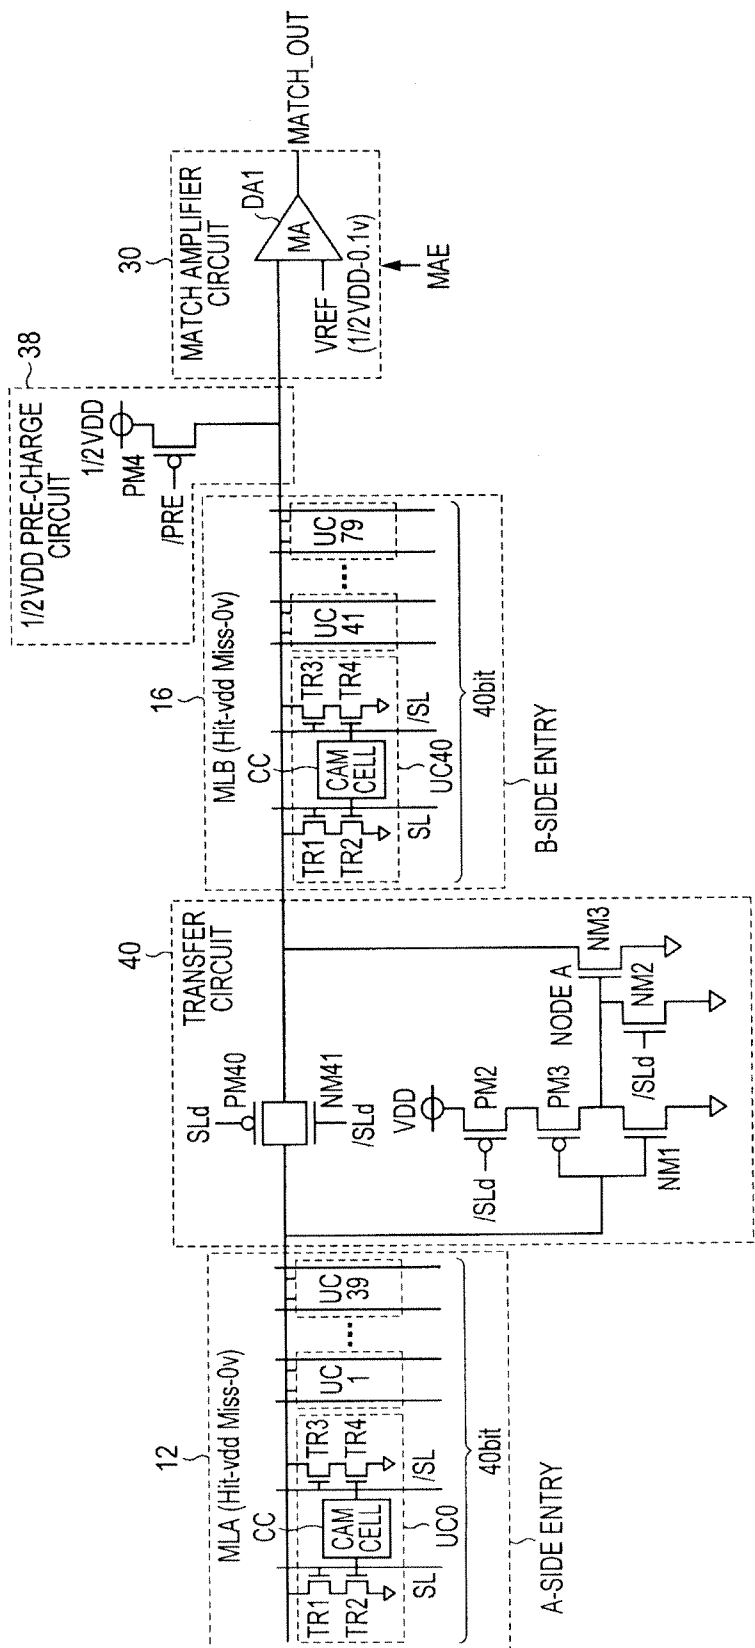 12
MLA (Hit-vdd Miss-0v)
CC
TR1
TR2
CAM
CELL
TR3
TR4
SL
/SL
UC0
UC
1
UC
39
40bit
A-SIDE ENTRY
40
TRANSFER
CIRCUIT
SLd
PM40
NM41
/SLd
VDD
PM2
/SLd
PM3
NM1
NODE A
NM2
/SLd
NM3
16
MLB (Hit-vdd Miss-0v)
CC
TR1
TR2
CAM
CELL
TR3
TR4
SL
/SL
UC40
UC
41
UC
79
40bit
B-SIDE ENTRY
38
1/2VDD PRE-CHARGE
CIRCUIT
1/2VDD
PM4
/PRE
30
MATCH AMPLIFIER
CIRCUIT
DA1
MA
VREF
(1/2VDD-0.1v)
MAE
MATCH_OUT